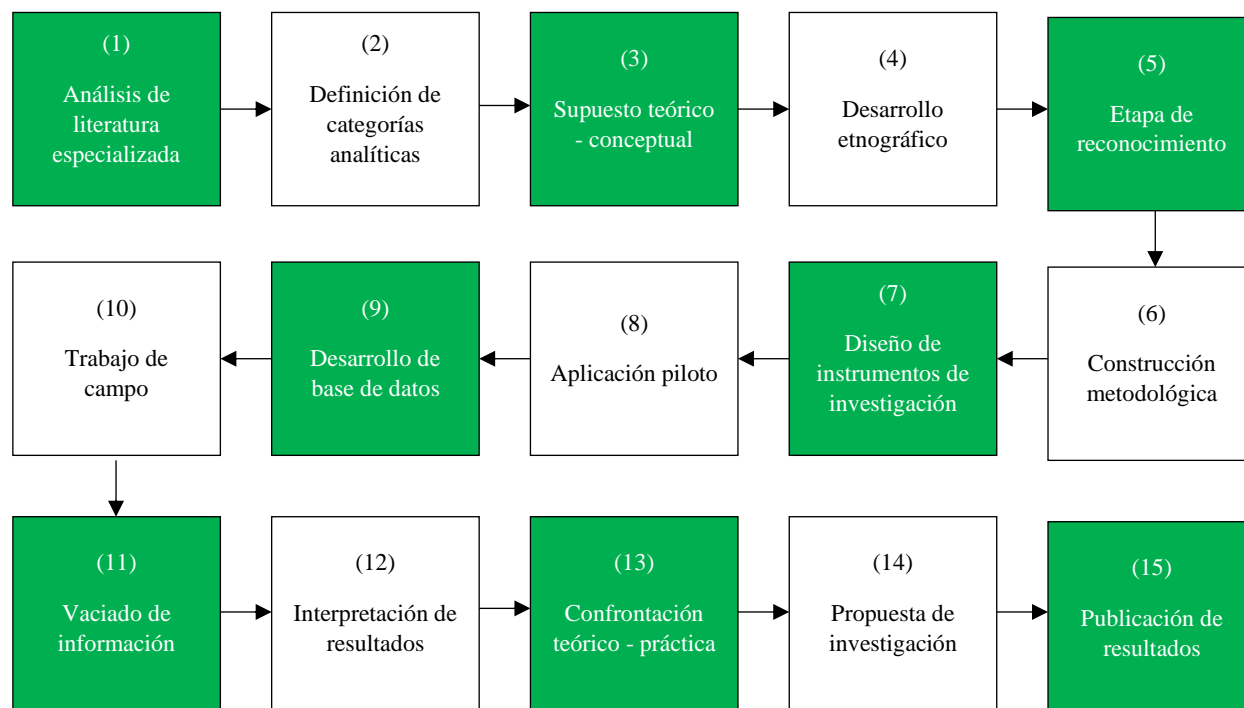 (1)
Análisis de
literatura
especializada
(2)
Definición de
categorías
analíticas
(3)
Supuesto teórico
- conceptual
(4)
Desarrollo
etnográfico
(5)
Etapa de
reconocimiento
(6)
Construcción
metodológica
(7)
Diseño de
instrumentos de
investigación
(8)
Aplicación piloto
(9)
Desarrollo de
base de datos
(10)
Trabajo de
campo
(11)
Vaciado de
información
(12)
Interpretación de
resultados
(13)
Confrontación
teórico - práctica
(14)
Propuesta de
investigación
(15)
Publicación de
resultados